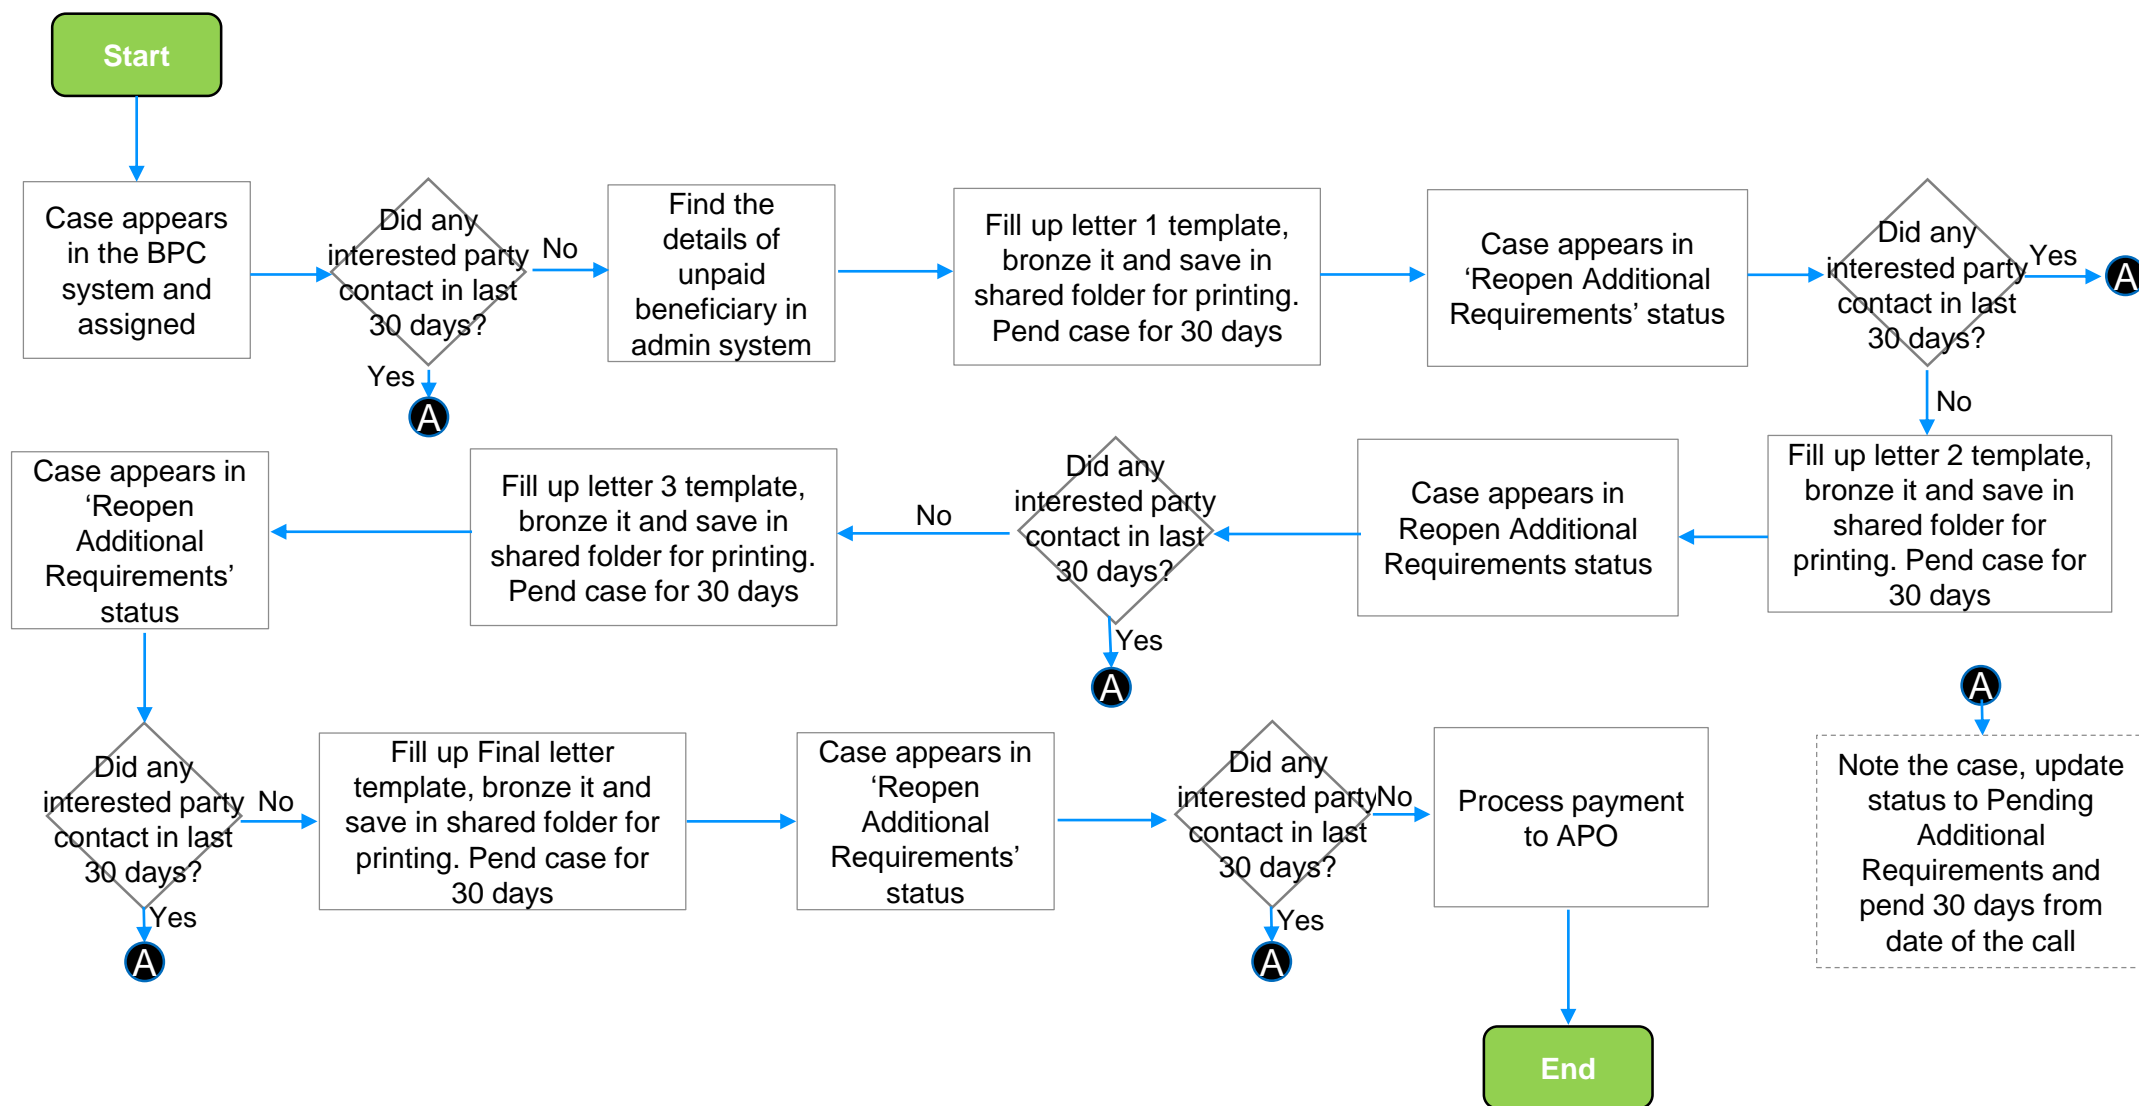 Start
Case appears
in the BPC
system and
assigned
Did any
interested party
contact in last
30 days?
No
Yes
A
Find the
details of
unpaid
beneficiary in
admin system
Fill up letter 1 template,
bronze it and save in
shared folder for printing.
Pend case for 30 days
Case appears in
‘Reopen Additional
Requirements’ status
Did any
interested party
contact in last
30 days?
Yes
A
No
Fill up letter 2 template,
bronze it and save in
shared folder for
printing. Pend case for
30 days
Case appears in
Reopen Additional
Requirements status
Did any
interested party
contact in last
30 days?
No
Yes
A
Fill up letter 3 template,
bronze it and save in
shared folder for printing.
Pend case for 30 days
Case appears in
‘Reopen
Additional
Requirements’
status
Did any
interested party
contact in last
30 days?
No
Yes
A
Fill up Final letter
template, bronze it and
save in shared folder for
printing. Pend case for
30 days
Case appears in
‘Reopen
Additional
Requirements’
status
Did any
interested party
contact in last
30 days?
No
Yes
A
Process payment
to APO
End
A
Note the case, update
status to Pending
Additional
Requirements and
pend 30 days from
date of the call